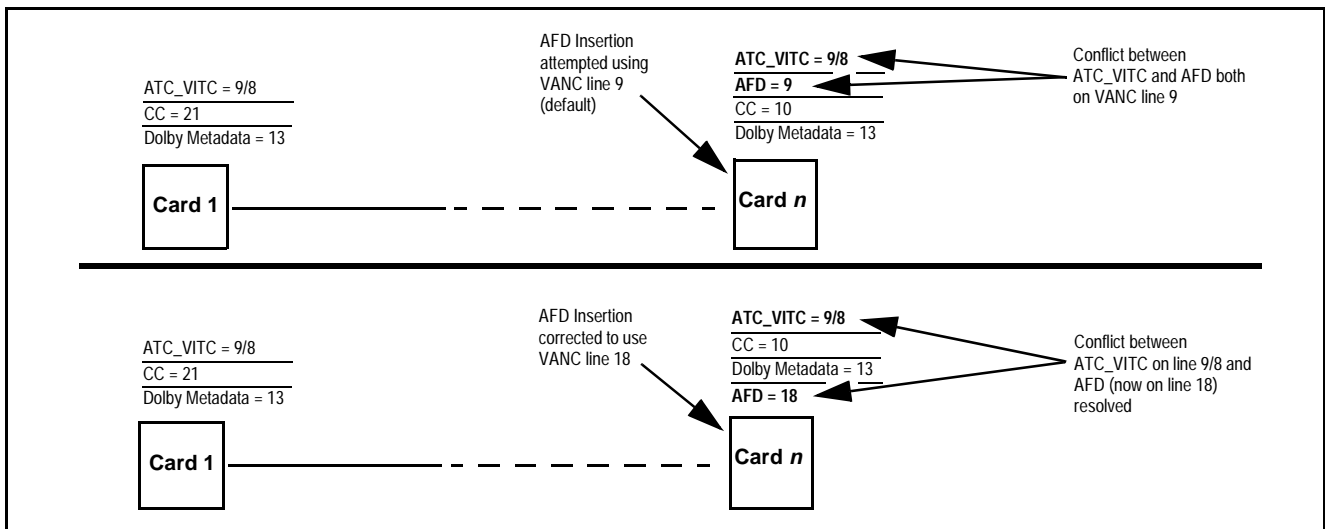 ATC_VITC = 9/8
CC = 21
Dolby Metadata = 13
Card 1
AFD Insertion
attempted using
VANC line 9
(default)
ATC_VITC = 9/8
AFD = 9
CC = 10
Dolby Metadata = 13
Card n
Conflict between
ATC_VITC and AFD both
on VANC line 9
ATC_VITC = 9/8
CC = 21
Dolby Metadata = 13
Card 1
AFD Insertion
corrected to use
VANC line 18
ATC_VITC = 9/8
CC = 10
Dolby Metadata = 13
AFD = 18
Card n
Conflict between
ATC_VITC on line 9/8 and
AFD (now on line 18)
resolved